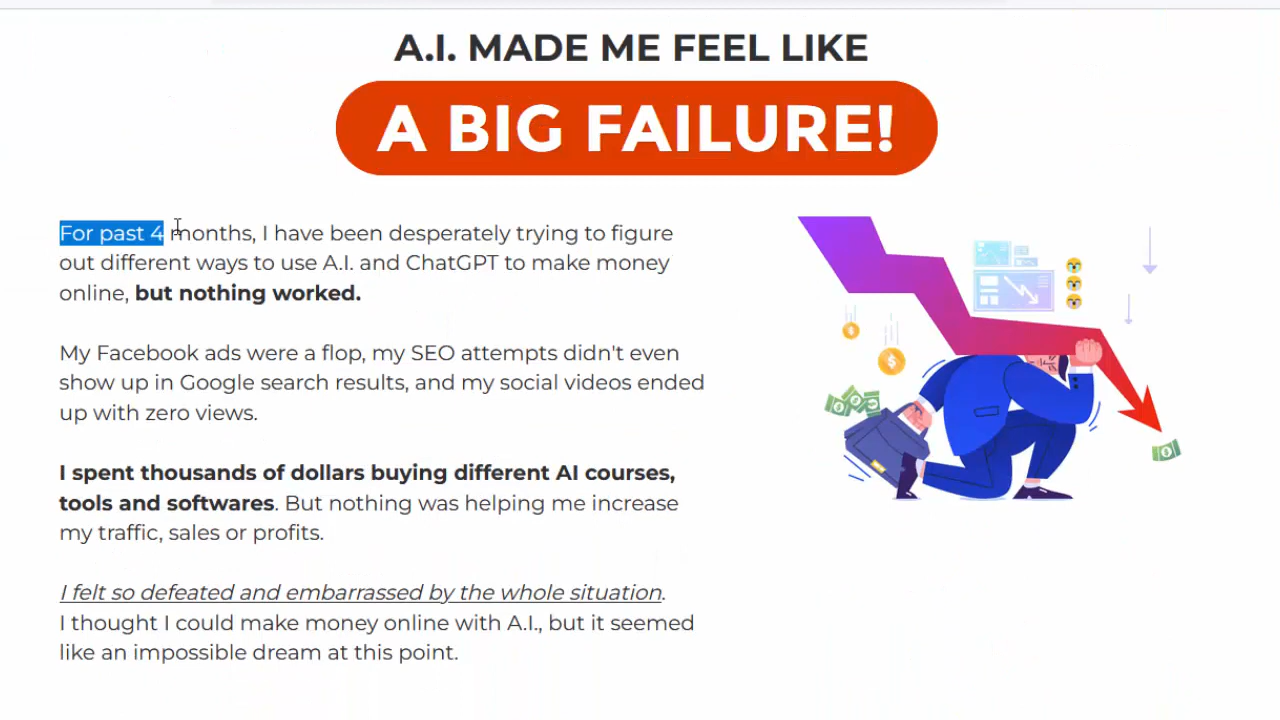 A.I. MADE ME FEEL LIKE
A BIG FAILURE!
For past 4 months, I have been desperately trying to figure
out different ways to use A.I. and ChatGPT to make money
online, but nothing worked.
My Facebook ads were a flop, my SEO attempts didn't even
show up in Google search results, and my social videos ended
up with zero views.
I spent thousands of dollars buying different AI courses,
tools and softwares. But nothing was helping me increase
my traffic, sales or profits.
I felt so defeated and embarrassed by the whole situation.
I thought I could make money online with A.I., but it seemed
like an impossible dream at this point.